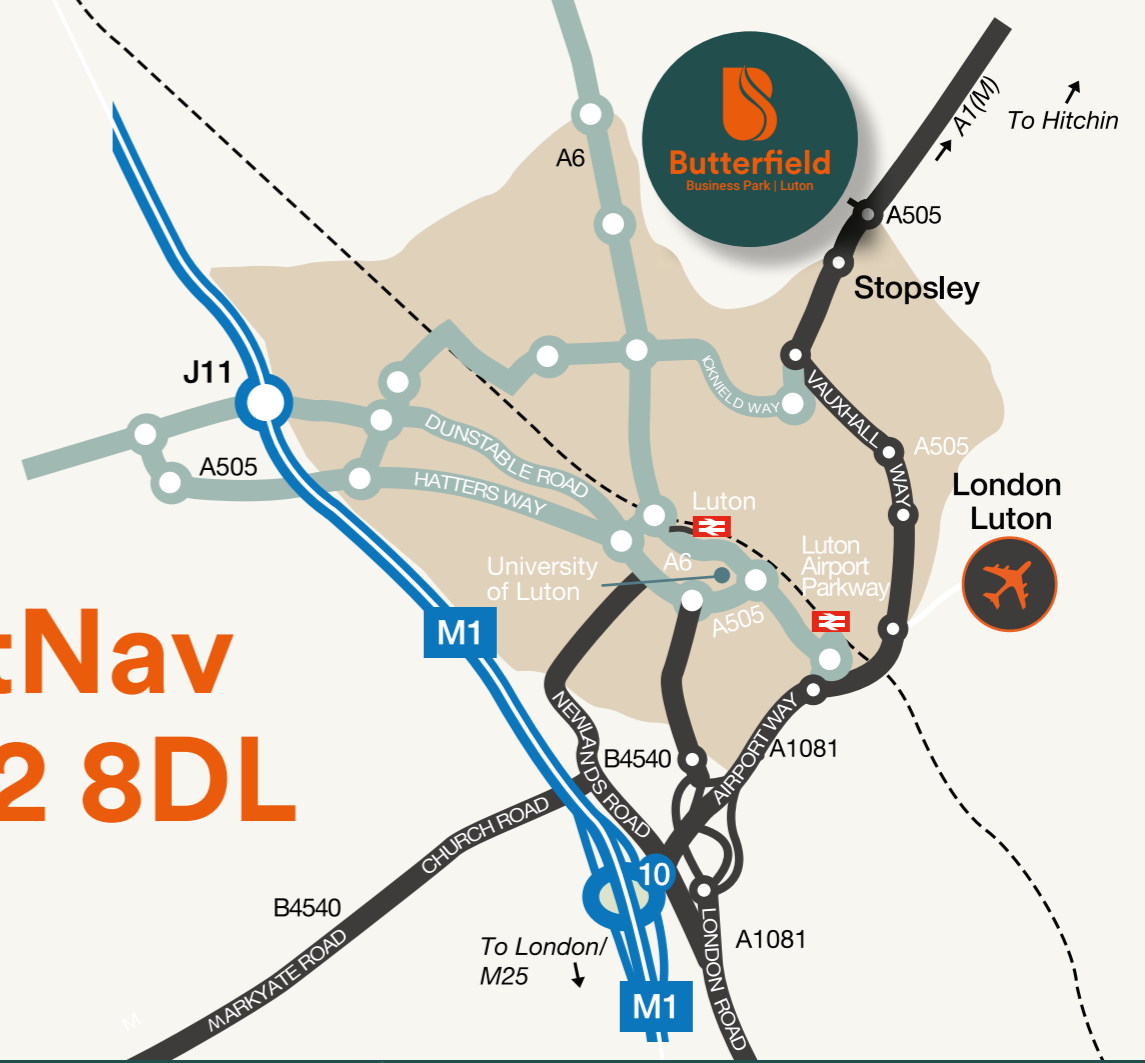 A6
Butterfield
Business Park | Luton
A1(M)
To Hitchin
A505
Stopsley
J11
ICKNIELD WAY
VAUXHALL WAY
A505
DUNSTABLE ROAD
A505
HATTERS WAY
London
Luton
Luton
University
of Luton
A6
Luton
Airport
Parkway
A505
M1
tNav
2 8DL
NEWLANDS ROAD
B4540
AIRPORT WAY
A1081
CHURCH ROAD
10
B4540
MARKYATE ROAD
To London/
M25
LONDON ROAD
A1081
M1
M